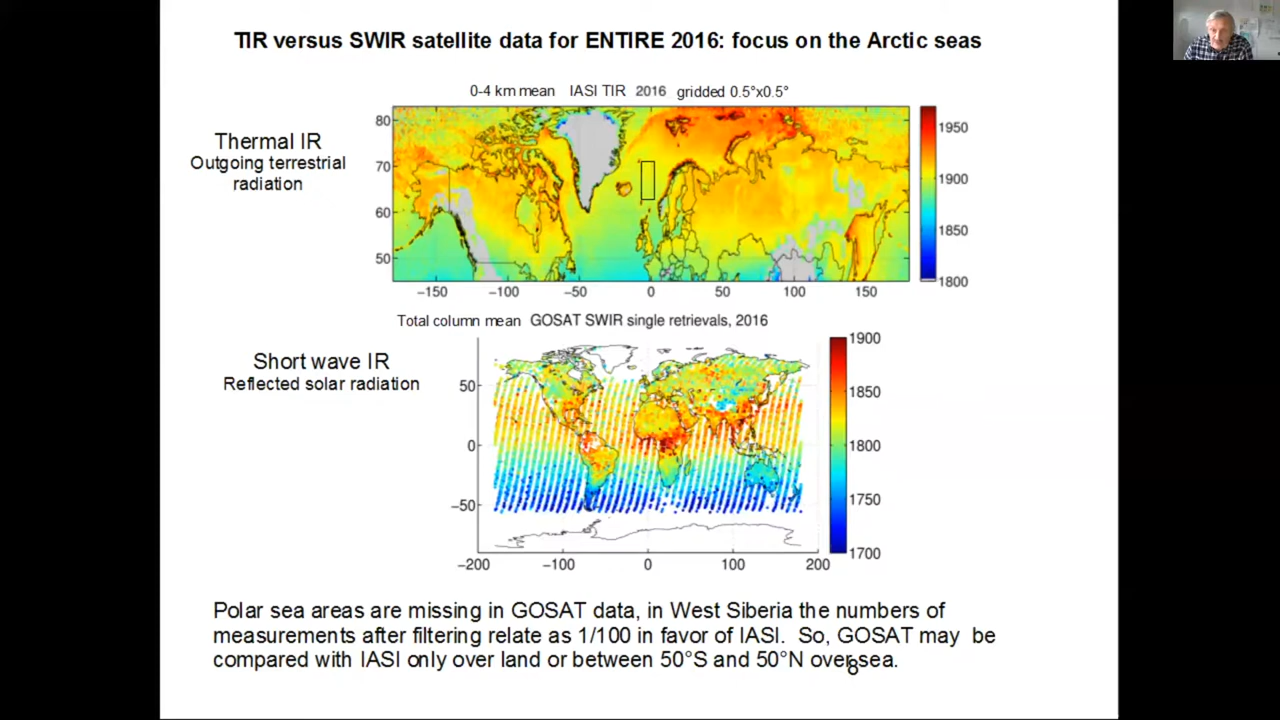 TIR versus SWIR satellite data for ENTIRE 2016: focus on the Arctic seas
0-4 km mean IASI TIR 2016 gridded 0.5°x0.5°
Thermal IR
Outgoing terrestrial
radiation
80
70
60
50
−150 −100 −50 0 50 100 150
1950
1900
1850
1800
Total column mean GOSAT SWIR single retrievals, 2016
Short wave IR
Reflected solar radiation
50
0
−50
−200 −100 0 100 200
1900
1850
1800
1750
1700
Polar sea areas are missing in GOSAT data, in West Siberia the numbers of
measurements after filtering relate as 1/100 in favor of IASI. So, GOSAT may be
compared with IASI only over land or between 50°S and 50°N over sea.
8